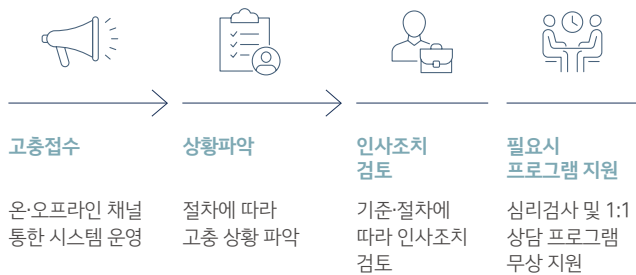 고충접수
온·오프라인 채널
통한 시스템 운영
상황파악
절차에 따라
고충 상황 파악
인사조치
검토
기준·절차에
따라 인사조치
검토
필요시
프로그램 지원
심리검사 및 1:1
상담 프로그램
무상 지원